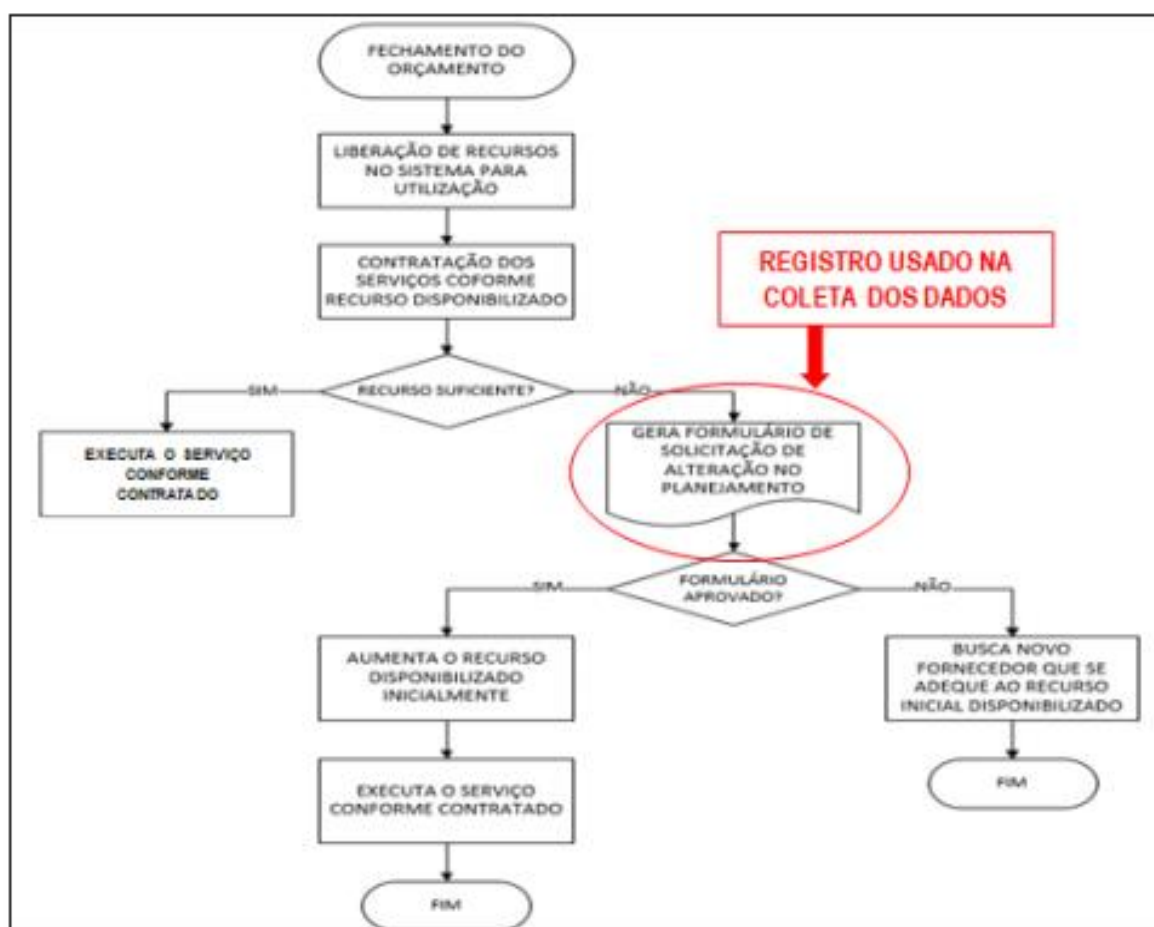 FECHAMENTO DO
ORÇAMENTO
LIBERAÇÃO DE RECURSOS
NO SISTEMA PARA
UTILIZAÇÃO
CONTRATAÇÃO DOS
SERVIÇOS COFORME
RECURSO DISPONIBILIZADO
REGISTRO USADO NA
COLETA DOS DADOS
SIM
RECURSO SUFICIENTE?
NÃO
EXECUTA O SERVIÇO
CONFORME
CONTRATADO
GERA FORMULÁRIO DE
SOLICITAÇÃO DE
ALTERAÇÃO NO
PLANEJAMENTO
SIM
FORMULÁRIO
APROVADO?
NÃO
AUMENTA O RECURSO
DISPONIBILIZADO
INICIALMENTE
BUSCA NOVO
FORNECEDOR QUE SE
ADEQUE AO RECURSO
INICIAL DISPONIBILIZADO
EXECUTA O SERVIÇO
CONFORME CONTRATADO
FIM
FIM